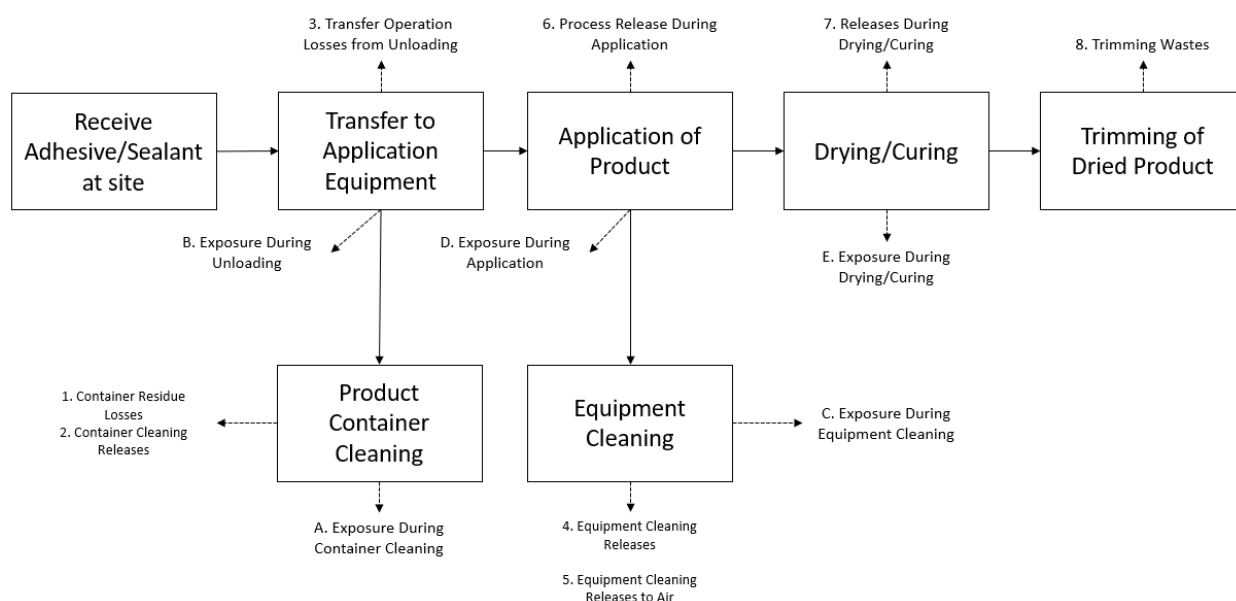 3. Transfer Operation
Losses from Unloading
6. Process Release During
Application
7. Releases During
Drying/Curing
8. Trimming Wastes
Receive
Adhesive/Sealant
at site
Transfer to
Application
Equipment
Application of
Product
Drying/Curing
Trimming of
Dried Product
B. Exposure During
Unloading
D. Exposure During
Application
E. Exposure During
Drying/Curing
1. Container Residue
Losses
2. Container Cleaning
Releases
Product
Container
Cleaning
Equipment
Cleaning
C. Exposure During
Equipment Cleaning
A. Exposure During
Container Cleaning
4. Equipment Cleaning
Releases
5. Equipment Cleaning
Releases to Air